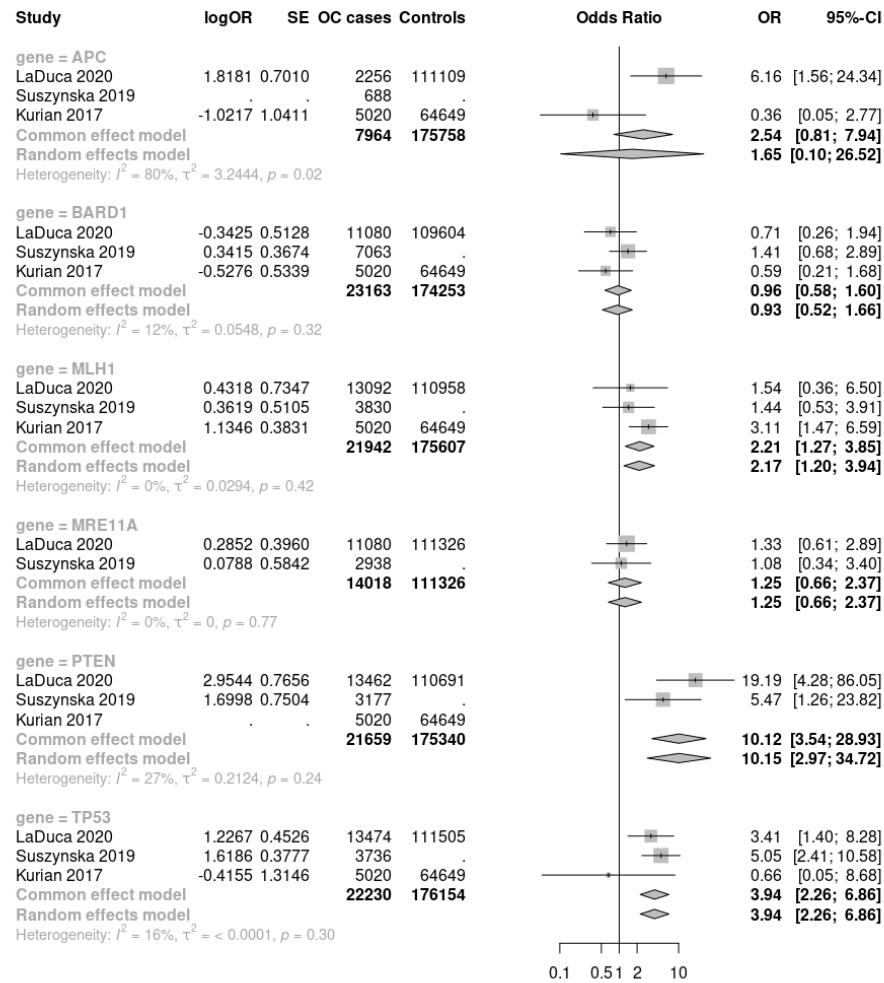 Study logOR SE OC cases Controls Odds Ratio OR 95%-CI
gene = APC
LaDuca 2020 1.8181 0.7010 2256 111109 6.16 [1.56; 24.34]
Suszynska 2019 . . 688 .
Kurian 2017 -1.0217 1.0411 5020 64649 0.36 [0.05; 2.77]
Common effect model 7964 175758 2.54 [0.81; 7.94]
Random effects model 1.65 [0.10; 26.52]
Heterogeneity: I² = 80%, τ² = 3.2444, p = 0.02
gene = BARD1
LaDuca 2020 -0.3425 0.5128 11080 109604 0.71 [0.26; 1.94]
Suszynska 2019 0.3415 0.3674 7063 . 1.41 [0.68; 2.89]
Kurian 2017 -0.5276 0.5339 5020 64649 0.59 [0.21; 1.68]
Common effect model 23163 174253 0.96 [0.58; 1.60]
Random effects model 0.93 [0.52; 1.66]
Heterogeneity: I² = 12%, τ² = 0.0548, p = 0.32
gene = MLH1
LaDuca 2020 0.4318 0.7347 13092 110958 1.54 [0.36; 6.50]
Suszynska 2019 0.3619 0.5105 3830 . 1.44 [0.53; 3.91]
Kurian 2017 1.1346 0.3831 5020 64649 3.11 [1.47; 6.59]
Common effect model 21942 175607 2.21 [1.27; 3.85]
Random effects model 2.17 [1.20; 3.94]
Heterogeneity: I² = 0%, τ² = 0.0294, p = 0.42
gene = MRE11A
LaDuca 2020 0.2852 0.3960 11080 111326 1.33 [0.61; 2.89]
Suszynska 2019 0.0788 0.5842 2938 . 1.08 [0.34; 3.40]
Common effect model 14018 111326 1.25 [0.66; 2.37]
Random effects model 1.25 [0.66; 2.37]
Heterogeneity: I² = 0%, τ² = 0, p = 0.77
gene = PTEN
LaDuca 2020 2.9544 0.7656 13462 110691 19.19 [4.28; 86.05]
Suszynska 2019 1.6998 0.7504 3177 . 5.47 [1.26; 23.82]
Kurian 2017 . . 5020 64649
Common effect model 21659 175340 10.12 [3.54; 28.93]
Random effects model 10.15 [2.97; 34.72]
Heterogeneity: I² = 27%, τ² = 0.2124, p = 0.24
gene = TP53
LaDuca 2020 1.2267 0.4526 13474 111505 3.41 [1.40; 8.28]
Suszynska 2019 1.6186 0.3777 3736 . 5.05 [2.41; 10.58]
Kurian 2017 -0.4155 1.3146 5020 64649 0.66 [0.05; 8.68]
Common effect model 22230 176154 3.94 [2.26; 6.86]
Random effects model 3.94 [2.26; 6.86]
Heterogeneity: I² = 16%, τ² = < 0.0001, p = 0.30
0.1 0.5 1 2 10